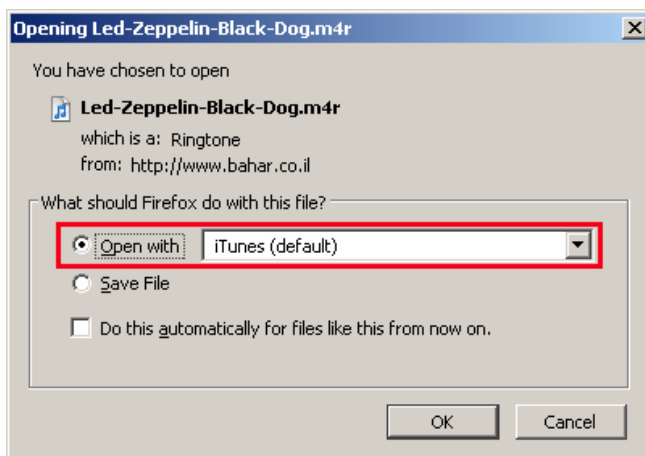 Opening Led-Zeppelin-Black-Dog.m4r
You have chosen to open
Led-Zeppelin-Black-Dog.m4r
which is a: Ringtone
from: http://www.bahar.co.il
What should Firefox do with this file?
Open with iTunes (default)
Save File
Do this automatically for files like this from now on.
OK Cancel